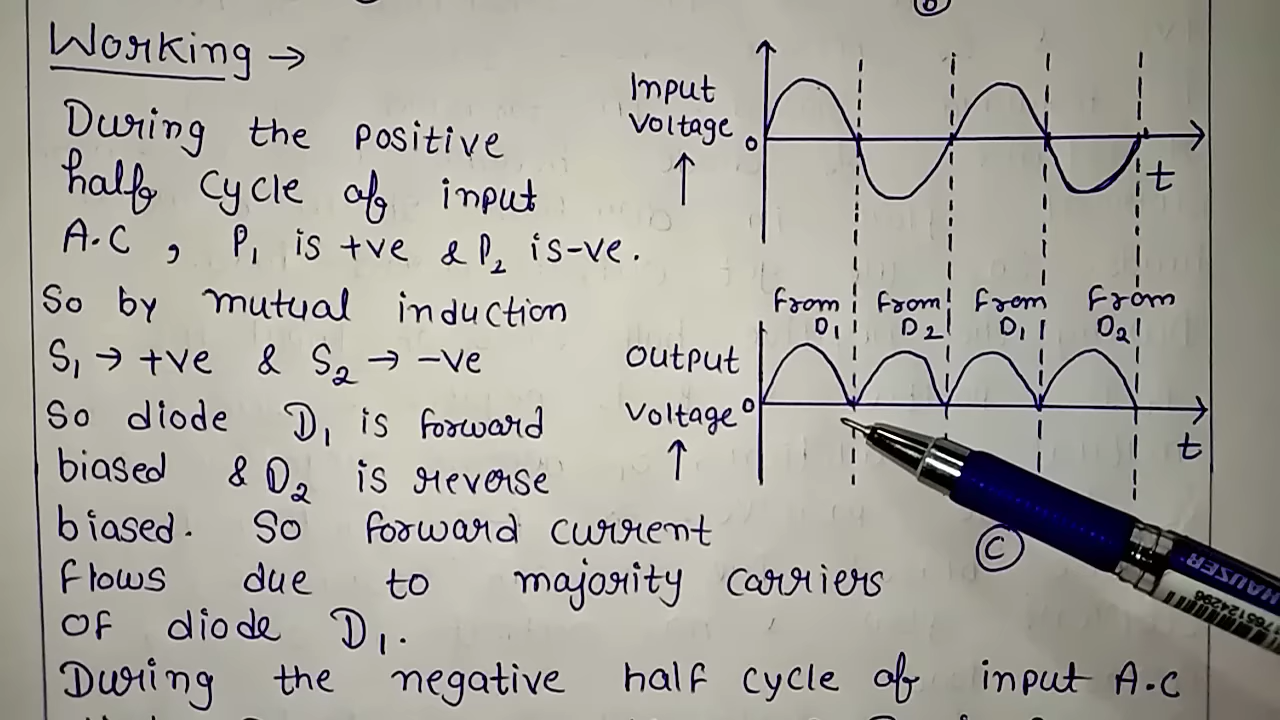 Working →
During the positive
half cycle of input
A.C , P₁ is +ve & P₂ is -ve.
So by mutual induction
S₁ → +ve & S₂ → -ve
So diode D₁ is forward
biased & D₂ is reverse
biased. So forward current
flows due to majority carriers
of diode D₁.
During the negative half cycle of input A.C
Input
Voltage
0
t
From D₁
From D₂
From D₁
From D₂
Output
Voltage
0
t
C
HAUSER